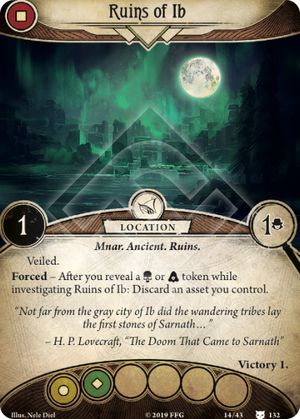 Ruins of Ib
1
LOCATION
1
Mnar. Ancient. Ruins.
Veiled.
Forced – After you reveal a or token while
investigating Ruins of Ib: Discard an asset you control.
“Not far from the gray city of Ib did the wandering tribes lay
the first stones of Sarnath…”
– H. P. Lovecraft, “The Doom That Came to Sarnath”
Victory 1.
Illus. Nele Diel
© 2019 FFG
14/43
132